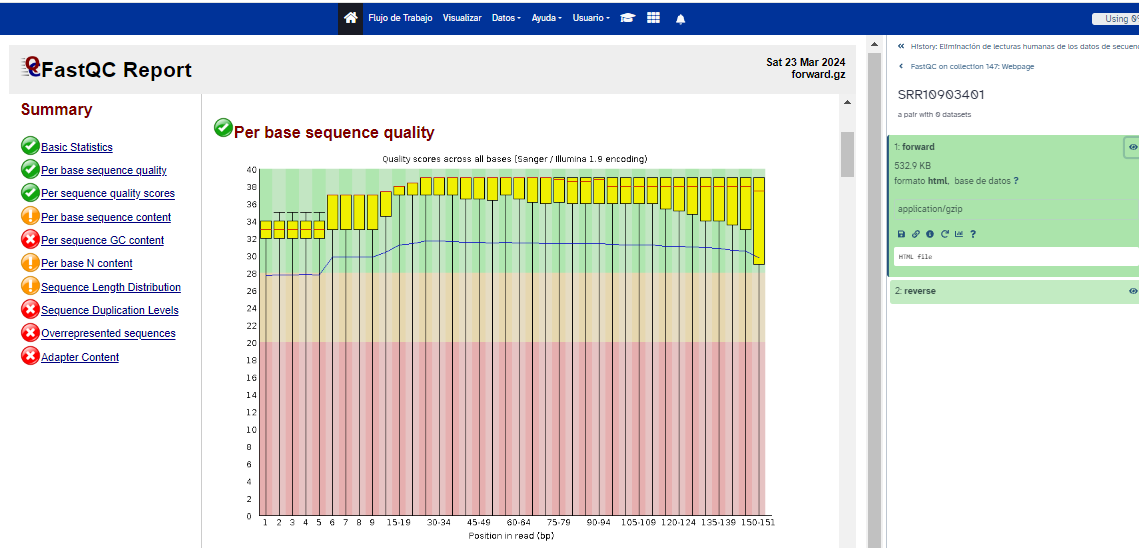 Flujo de Trabajo Visualizar Datos Ayuda Usuario Using 0%
FastQC Report
Sat 23 Mar 2024
forward.gz
Summary
Basic Statistics
Per base sequence quality
Per sequence quality scores
Per base sequence content
Per sequence GC content
Per base N content
Sequence Length Distribution
Sequence Duplication Levels
Overrepresented sequences
Adapter Content
Per base sequence quality
Quality scores across all bases (Sanger / Illumina 1.9 encoding)
40
38
36
34
32
30
28
26
24
22
20
18
16
14
12
10
8
6
4
2
0
1 2 3 4 5 6 7 8 9 15-19 30-34 45-49 60-64 75-79 90-94 105-109 120-124 135-139 150-151
Position in read (bp)
History: Eliminación de lecturas humanas de los datos de secuen
FastQC on collection 147: Webpage
SRR10903401
a pair with 0 datasets
1: forward
532.9 KB
formato html, base de datos ?
application/gzip
HTML file
2: reverse